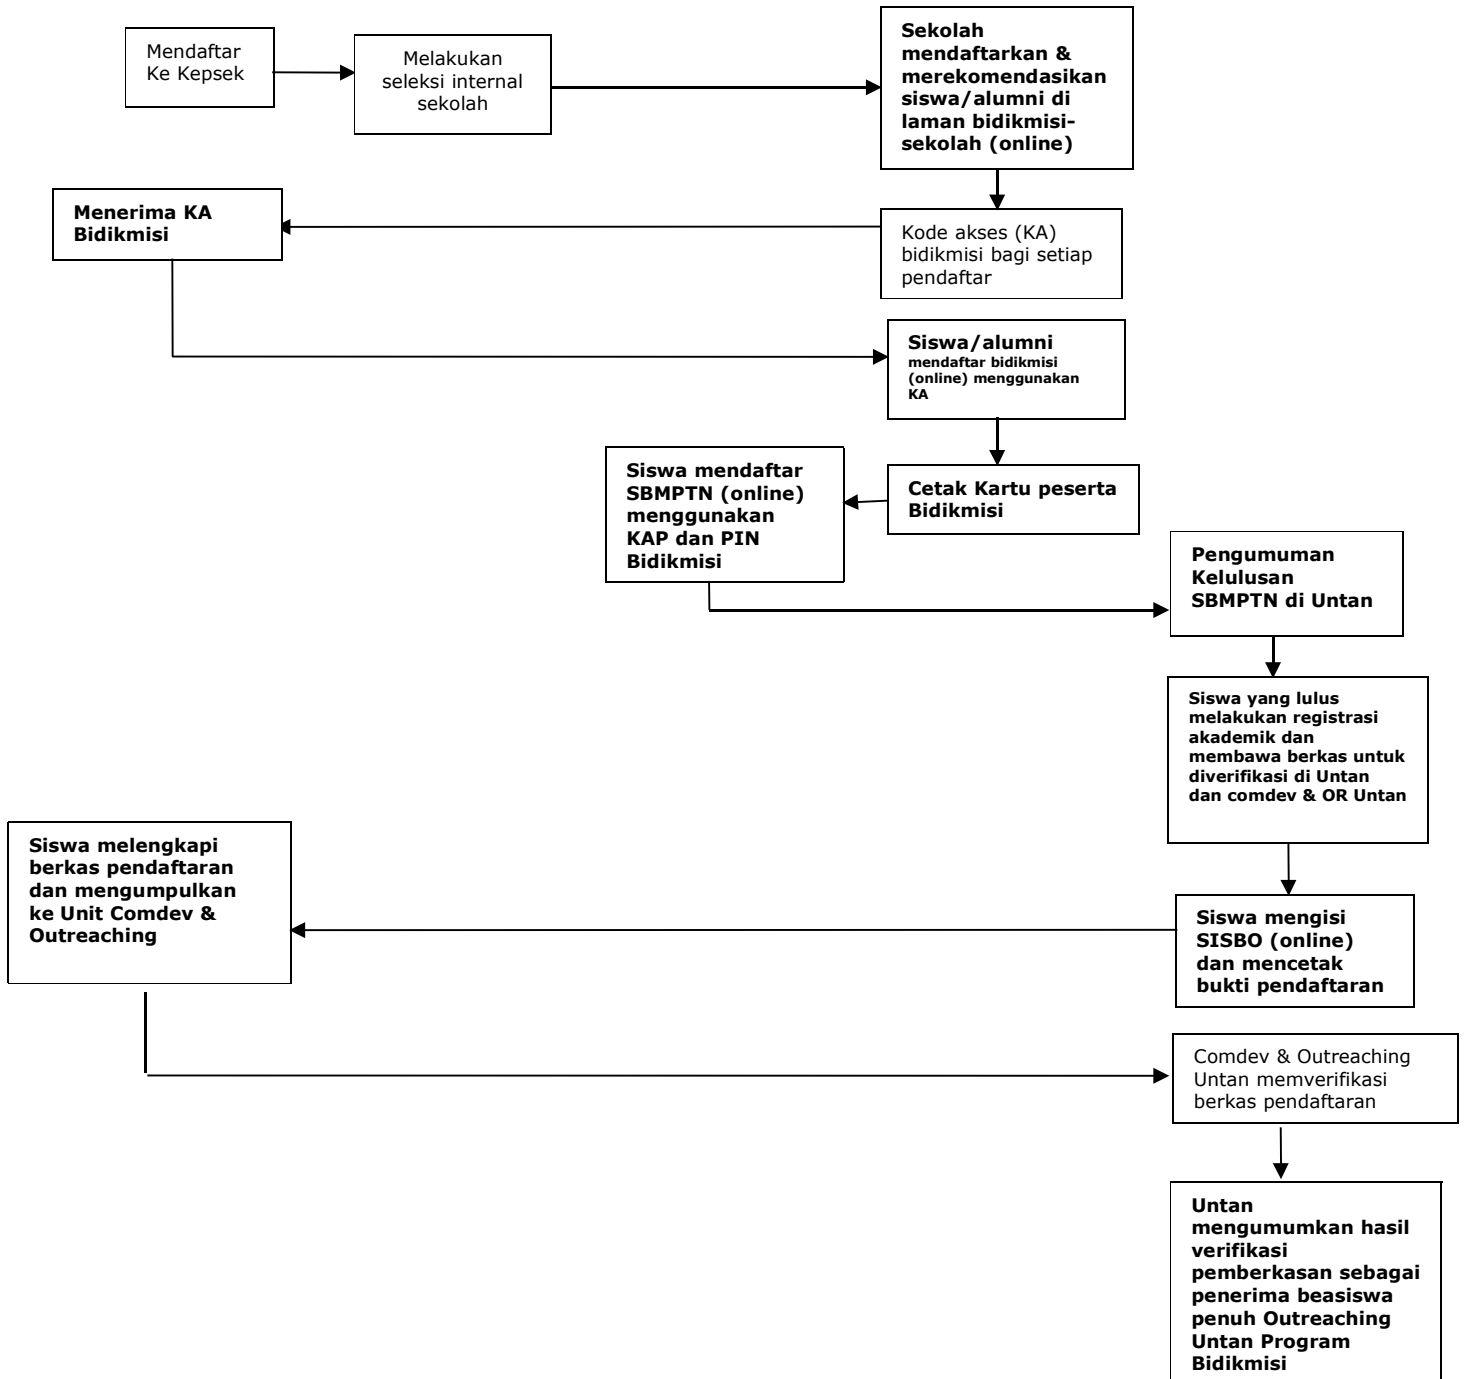 Mendaftar
Ke Kepsek
Melakukan
seleksi internal
sekolah
Sekolah
mendaftarkan &
merekomendasikan
siswa/alumni di
laman bidikmisi-
sekolah (online)
Menerima KA
Bidikmisi
Kode akses (KA)
bidikmisi bagi setiap
pendaftar
Siswa/alumni
mendaftar bidikmisi
(online) menggunakan
KA
Siswa mendaftar
SBMPTN (online)
menggunakan
KAP dan PIN
Bidikmisi
Cetak Kartu peserta
Bidikmisi
Pengumuman
Kelulusan
SBMPTN di Untan
Siswa yang lulus
melakukan registrasi
akademik dan
membawa berkas untuk
diverifikasi di Untan
dan comdev & OR Untan
Siswa melengkapi
berkas pendaftaran
dan mengumpulkan
ke Unit Comdev &
Outreaching
Siswa mengisi
SISBO (online)
dan mencetak
bukti pendaftaran
Comdev & Outreaching
Untan memverifikasi
berkas pendaftaran
Untan
mengumumkan hasil
verifikasi
pemberkasan sebagai
penerima beasiswa
penuh Outreaching
Untan Program
Bidikmisi